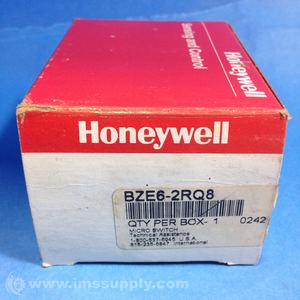 Honeywell
Sensing and Control
Honeywell
BZE6-2RQ8
QTY PER BOX- 1 0242
MICRO SWITCH
Technical Assistance
1-800-537-6945 U.S.A.
815-235-6847 International
© www.imssupply.com